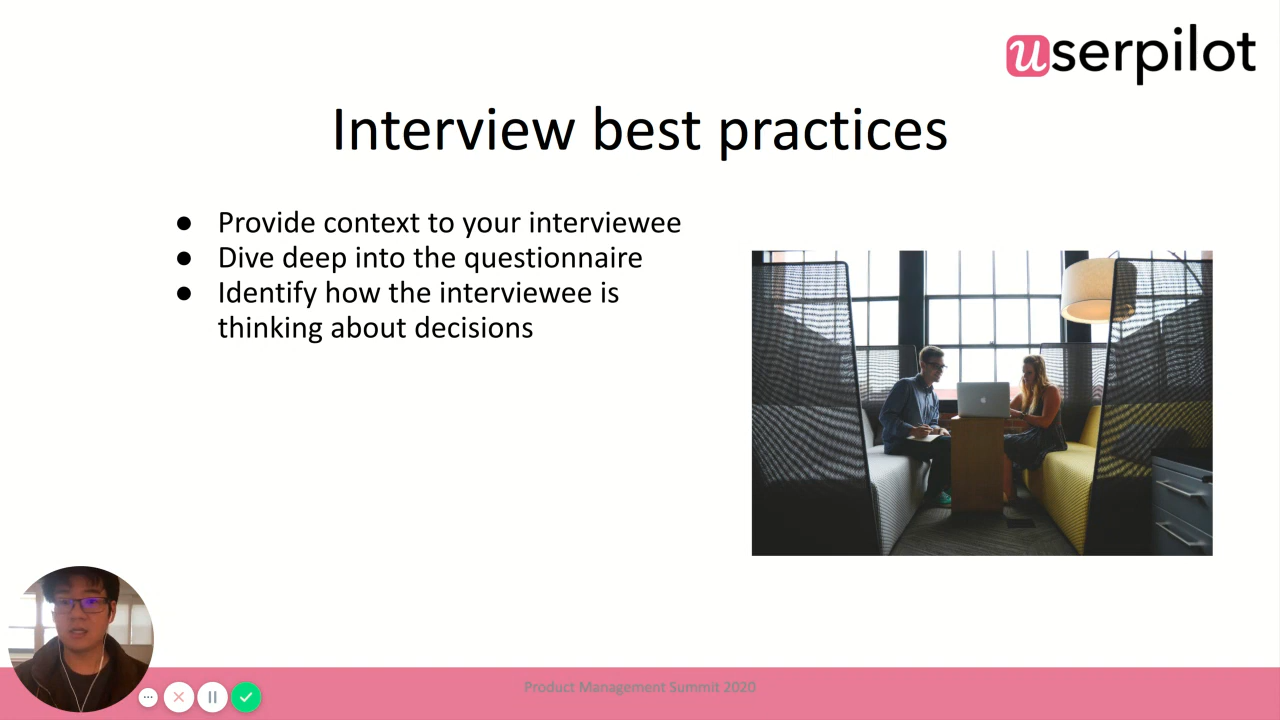 userpilot
Interview best practices
● Provide context to your interviewee
● Dive deep into the questionnaire
● Identify how the interviewee is
thinking about decisions
Product Management Summit 2020